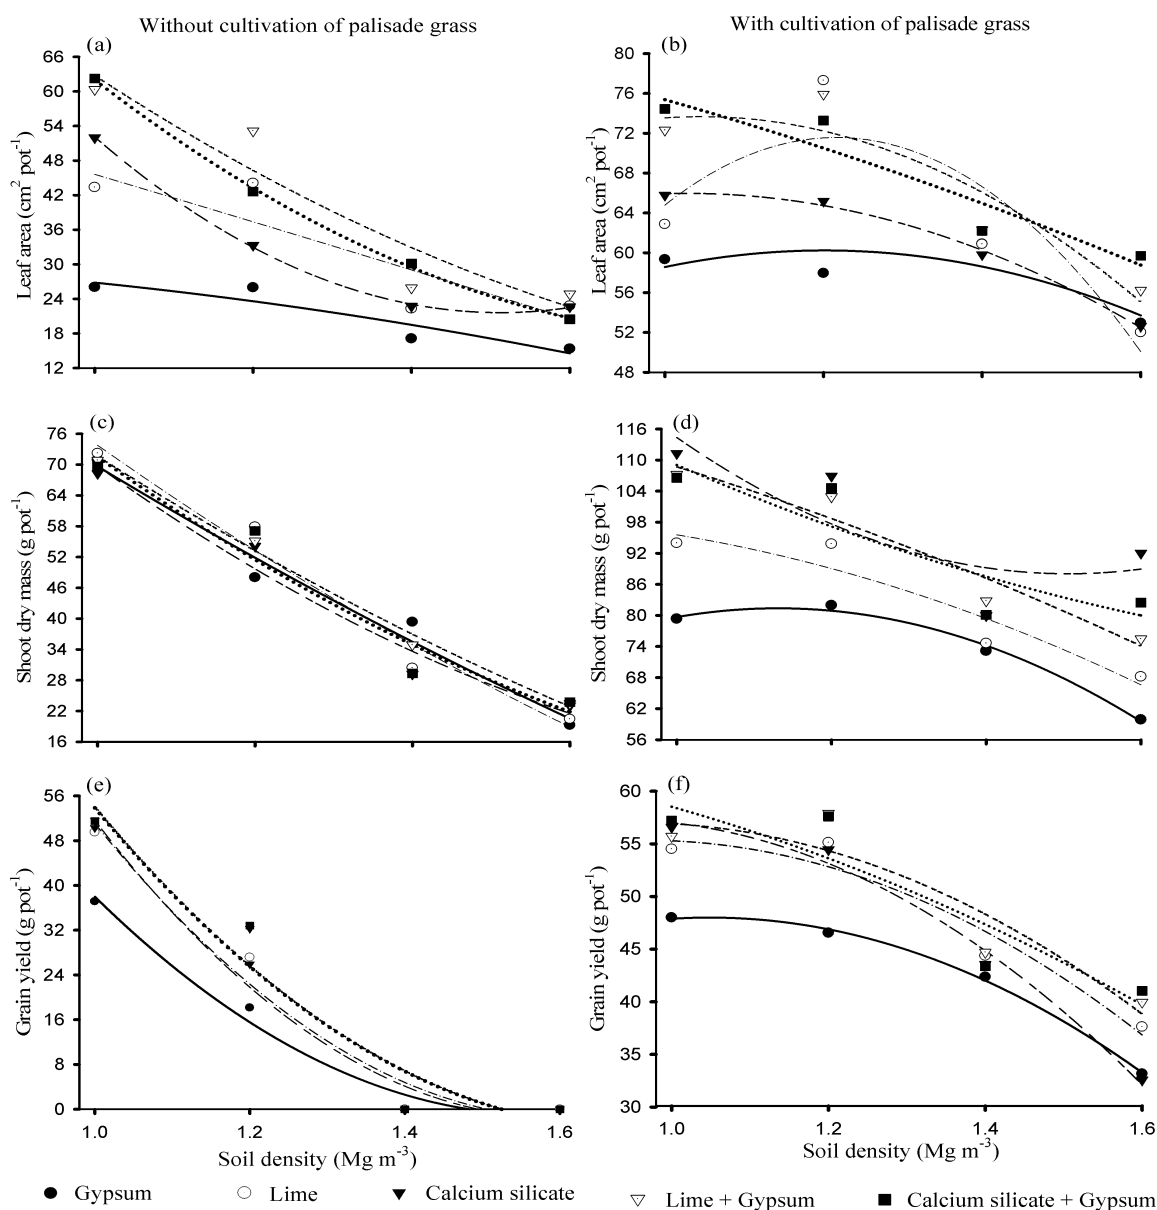 Without cultivation of palisade grass
With cultivation of palisade grass
(a)
66
60
54
48
42
36
30
24
18
12
Leaf area (cm² pot⁻¹)
(b)
80
76
72
68
64
60
56
52
48
Leaf area (cm² pot⁻¹)
(c)
76
70
64
58
52
46
40
34
28
22
16
Shoot dry mass (g pot⁻¹)
(d)
116
110
104
98
92
86
80
74
68
62
56
Shoot dry mass (g pot⁻¹)
(e)
56
48
40
32
24
16
8
0
Grain yield (g pot⁻¹)
1.0 1.2 1.4 1.6
Soil density (Mg m⁻³)
(f)
60
55
50
45
40
35
30
Grain yield (g pot⁻¹)
1.0 1.2 1.4 1.6
Soil density (Mg m⁻³)
Gypsum Lime Calcium silicate Lime + Gypsum Calcium silicate + Gypsum